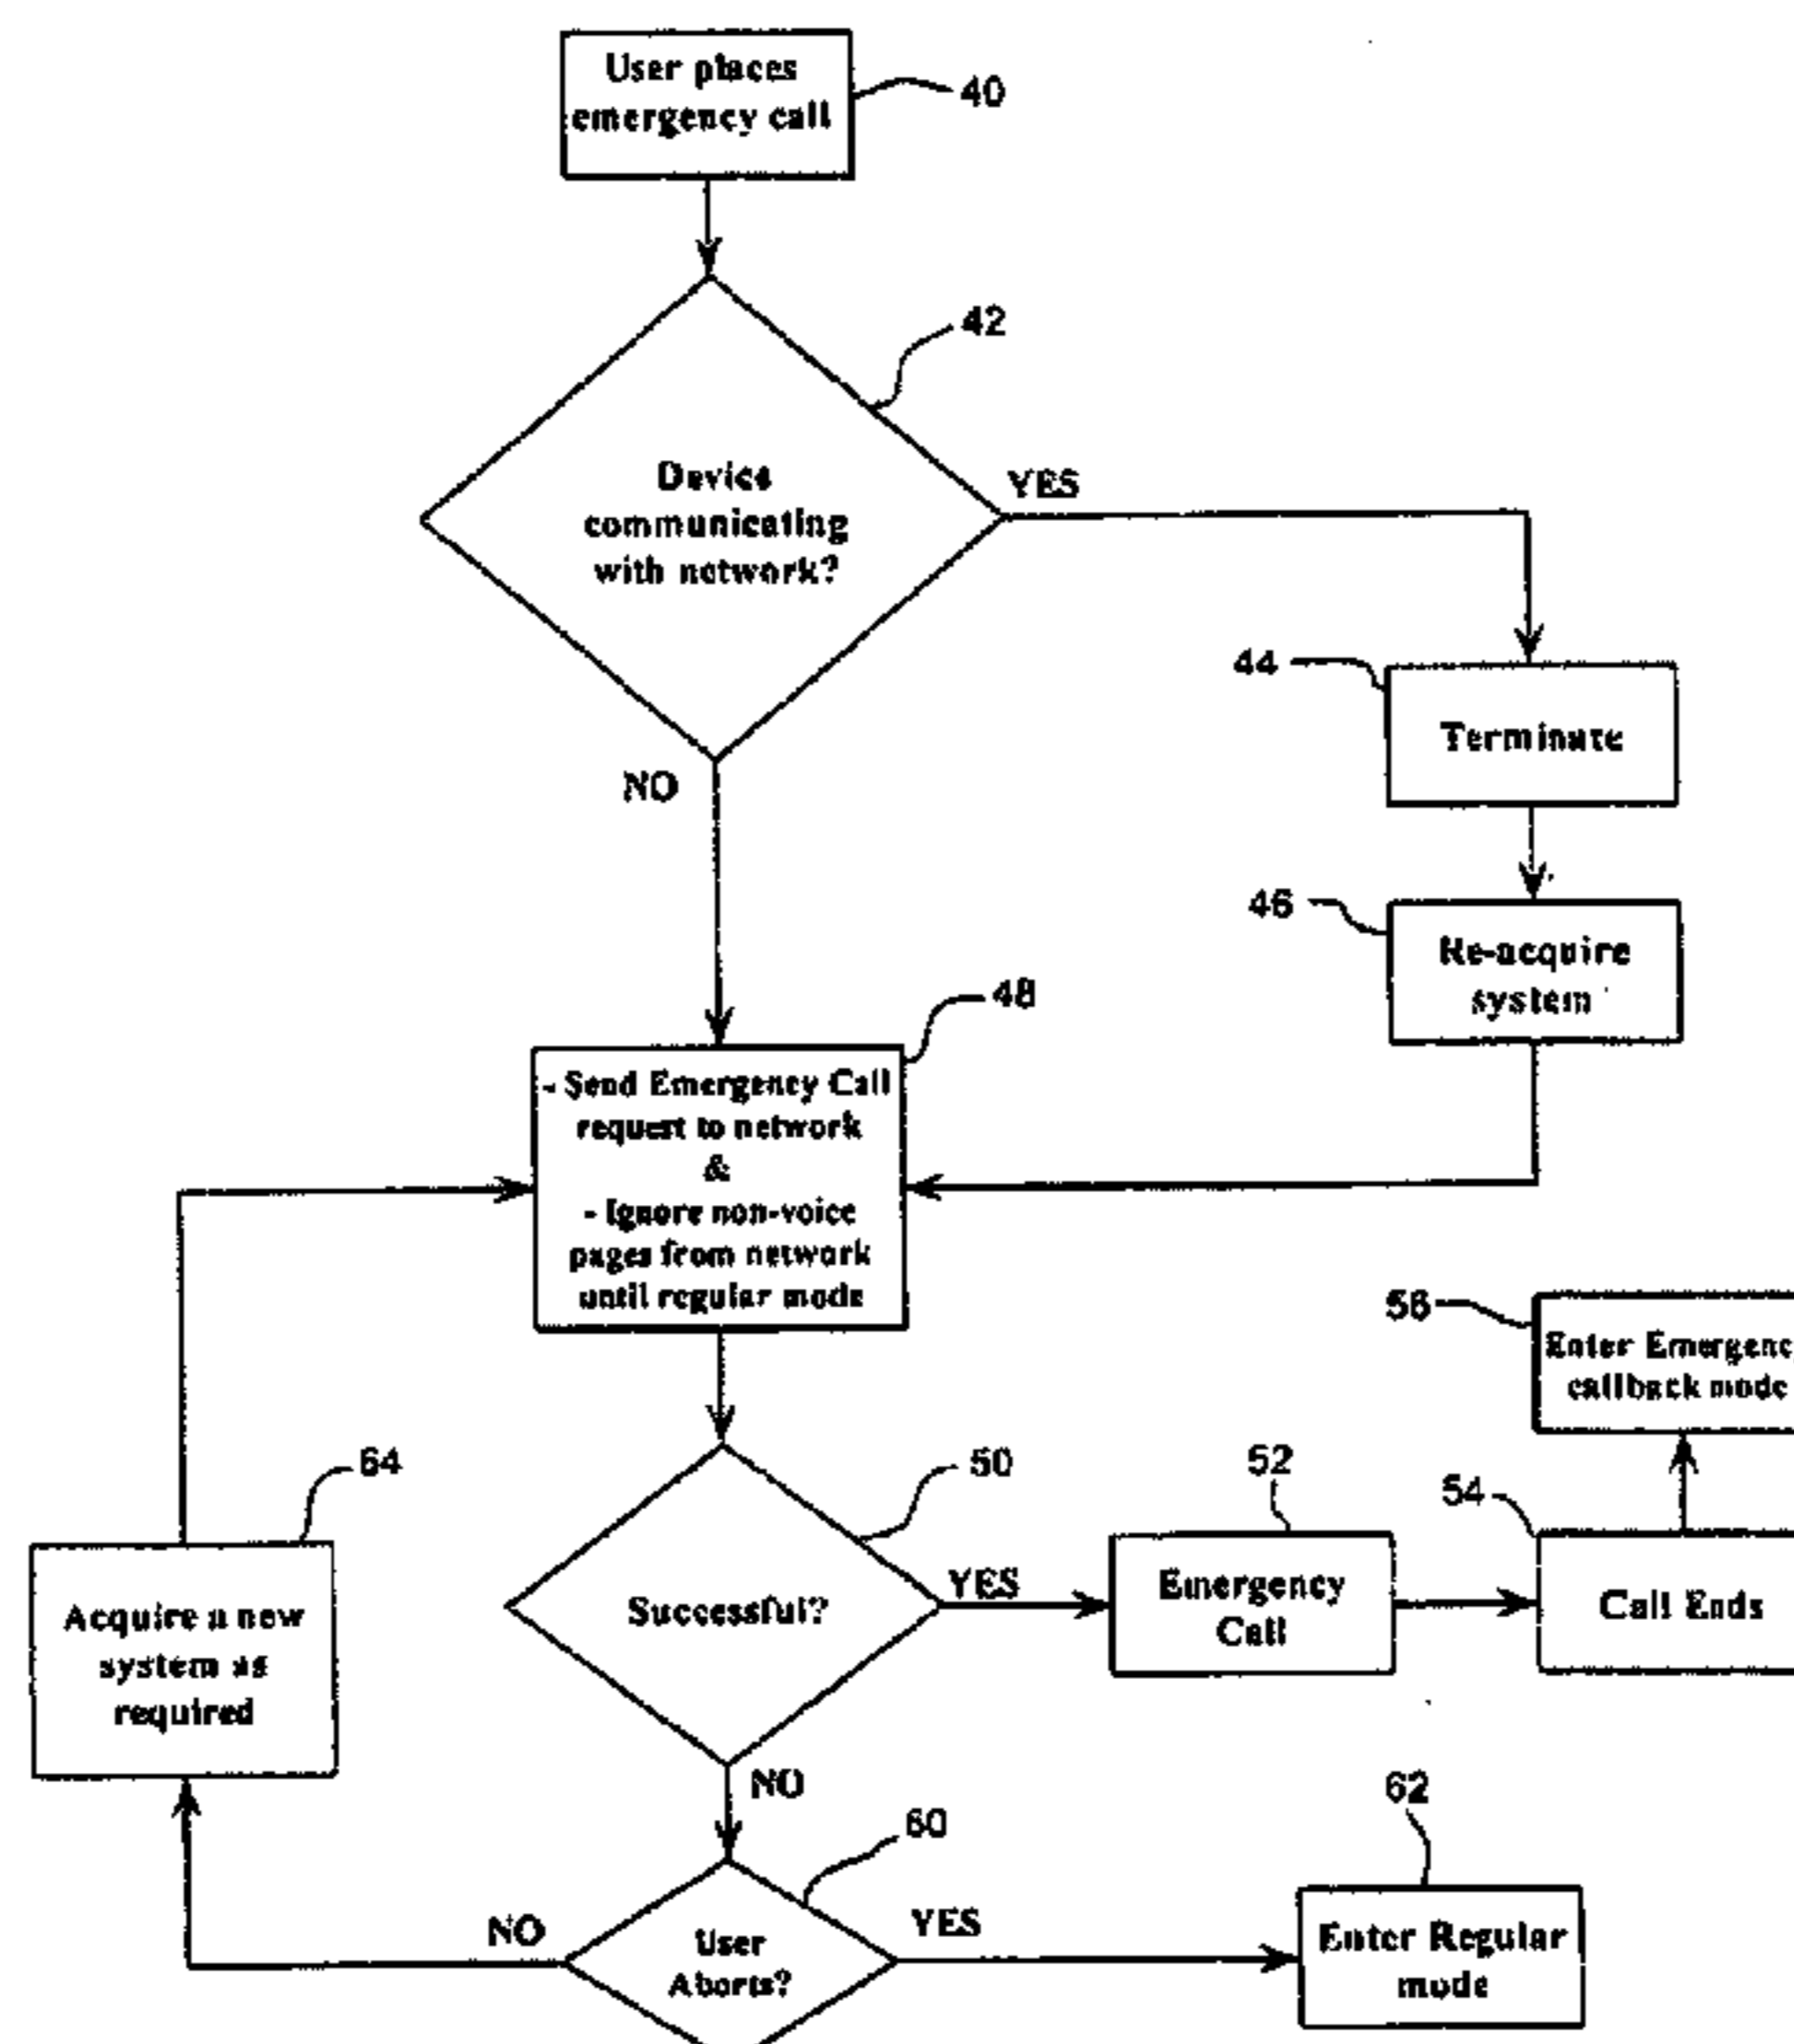 User places
emergency call
40
42
Device
communicating
with network?
YES
NO
44
Terminate
46
Re-acquire
system
48
- Send Emergency Call
request to network
&
- Ignore non-voice
pages from network
until regular mode
56
Enter Emergenc
callback mode
64
Acquire a new
system as
required
50
Successful?
YES
NO
52
Emergency
Call
54
Call Ends
60
User
Aborts?
NO
YES
62
Enter Regular
mode